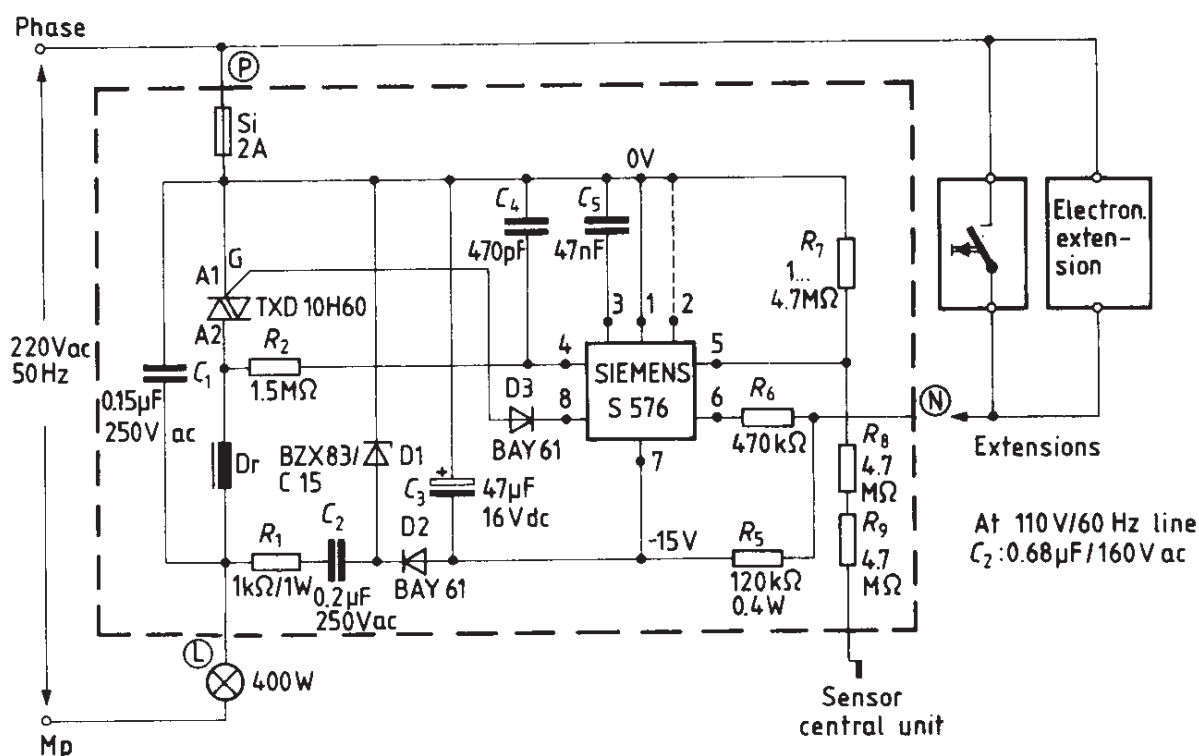 Phase
P
Si
2A
0V
C4
470pF
C5
47nF
R7
1...
4.7MΩ
Electron.
exten-
sion
A1
G
TXD 10H60
A2
3
1
2
220Vac
50Hz
C1
0.15µF
250V ac
R2
1.5MΩ
4
5
SIEMENS
S 576
D3
8
BAY 61
6
R6
470kΩ
N
Extensions
7
Dr
BZX83/
C 15
D1
C3
+
47µF
16Vdc
R8
4.7
MΩ
R1
1kΩ/1W
C2
0.2µF
250Vac
D2
BAY 61
-15V
R5
120kΩ
0.4W
R9
4.7
MΩ
At 110V/60 Hz line
C2:0.68µF/160V ac
L
400W
Sensor
central unit
Mp